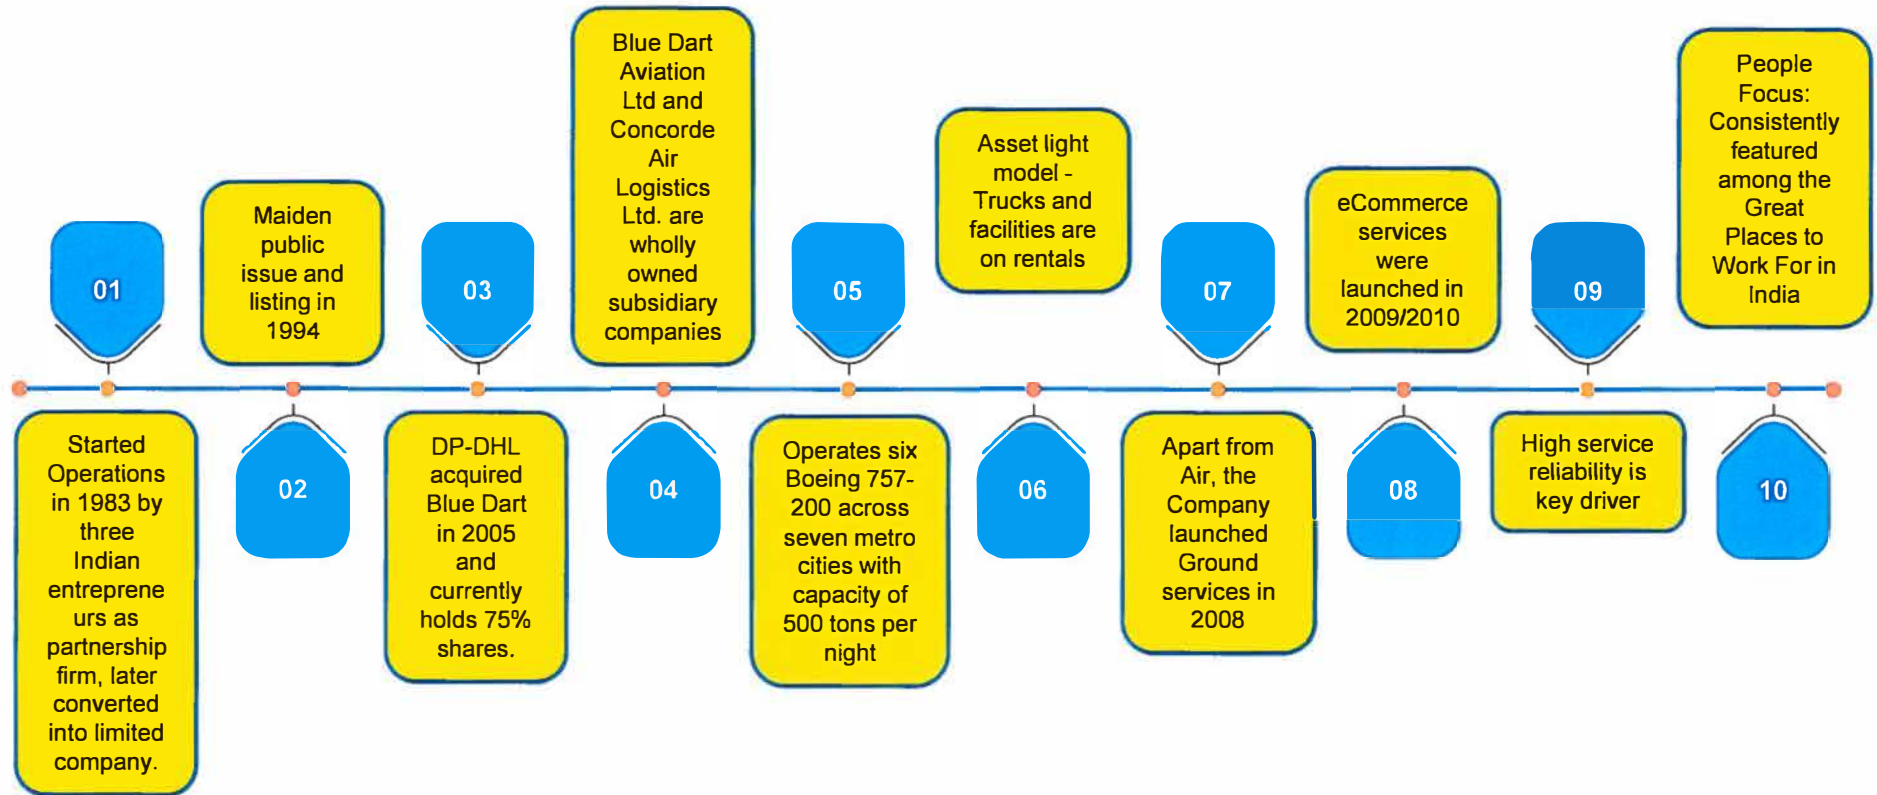 01
Started
Operations
in 1983 by
three
Indian
entreprene
urs as
partnership
firm, later
converted
into limited
company.
Maiden
public
issue and
listing in
1994
02
03
DP-DHL
acquired
Blue Dart
in 2005
and
currently
holds 75%
shares.
Blue Dart
Aviation
Ltd and
Concorde
Air
Logistics
Ltd. are
wholly
owned
subsidiary
companies
04
05
Operates six
Boeing 757-
200 across
seven metro
cities with
capacity of
500 tons per
night
Asset light
model -
Trucks and
facilities are
on rentals
06
07
Apart from
Air, the
Company
launched
Ground
services in
2008
eCommerce
services
were
launched in
2009/2010
08
09
High service
reliability is
key driver
People
Focus:
Consistently
featured
among the
Great
Places to
Work For in
India
10